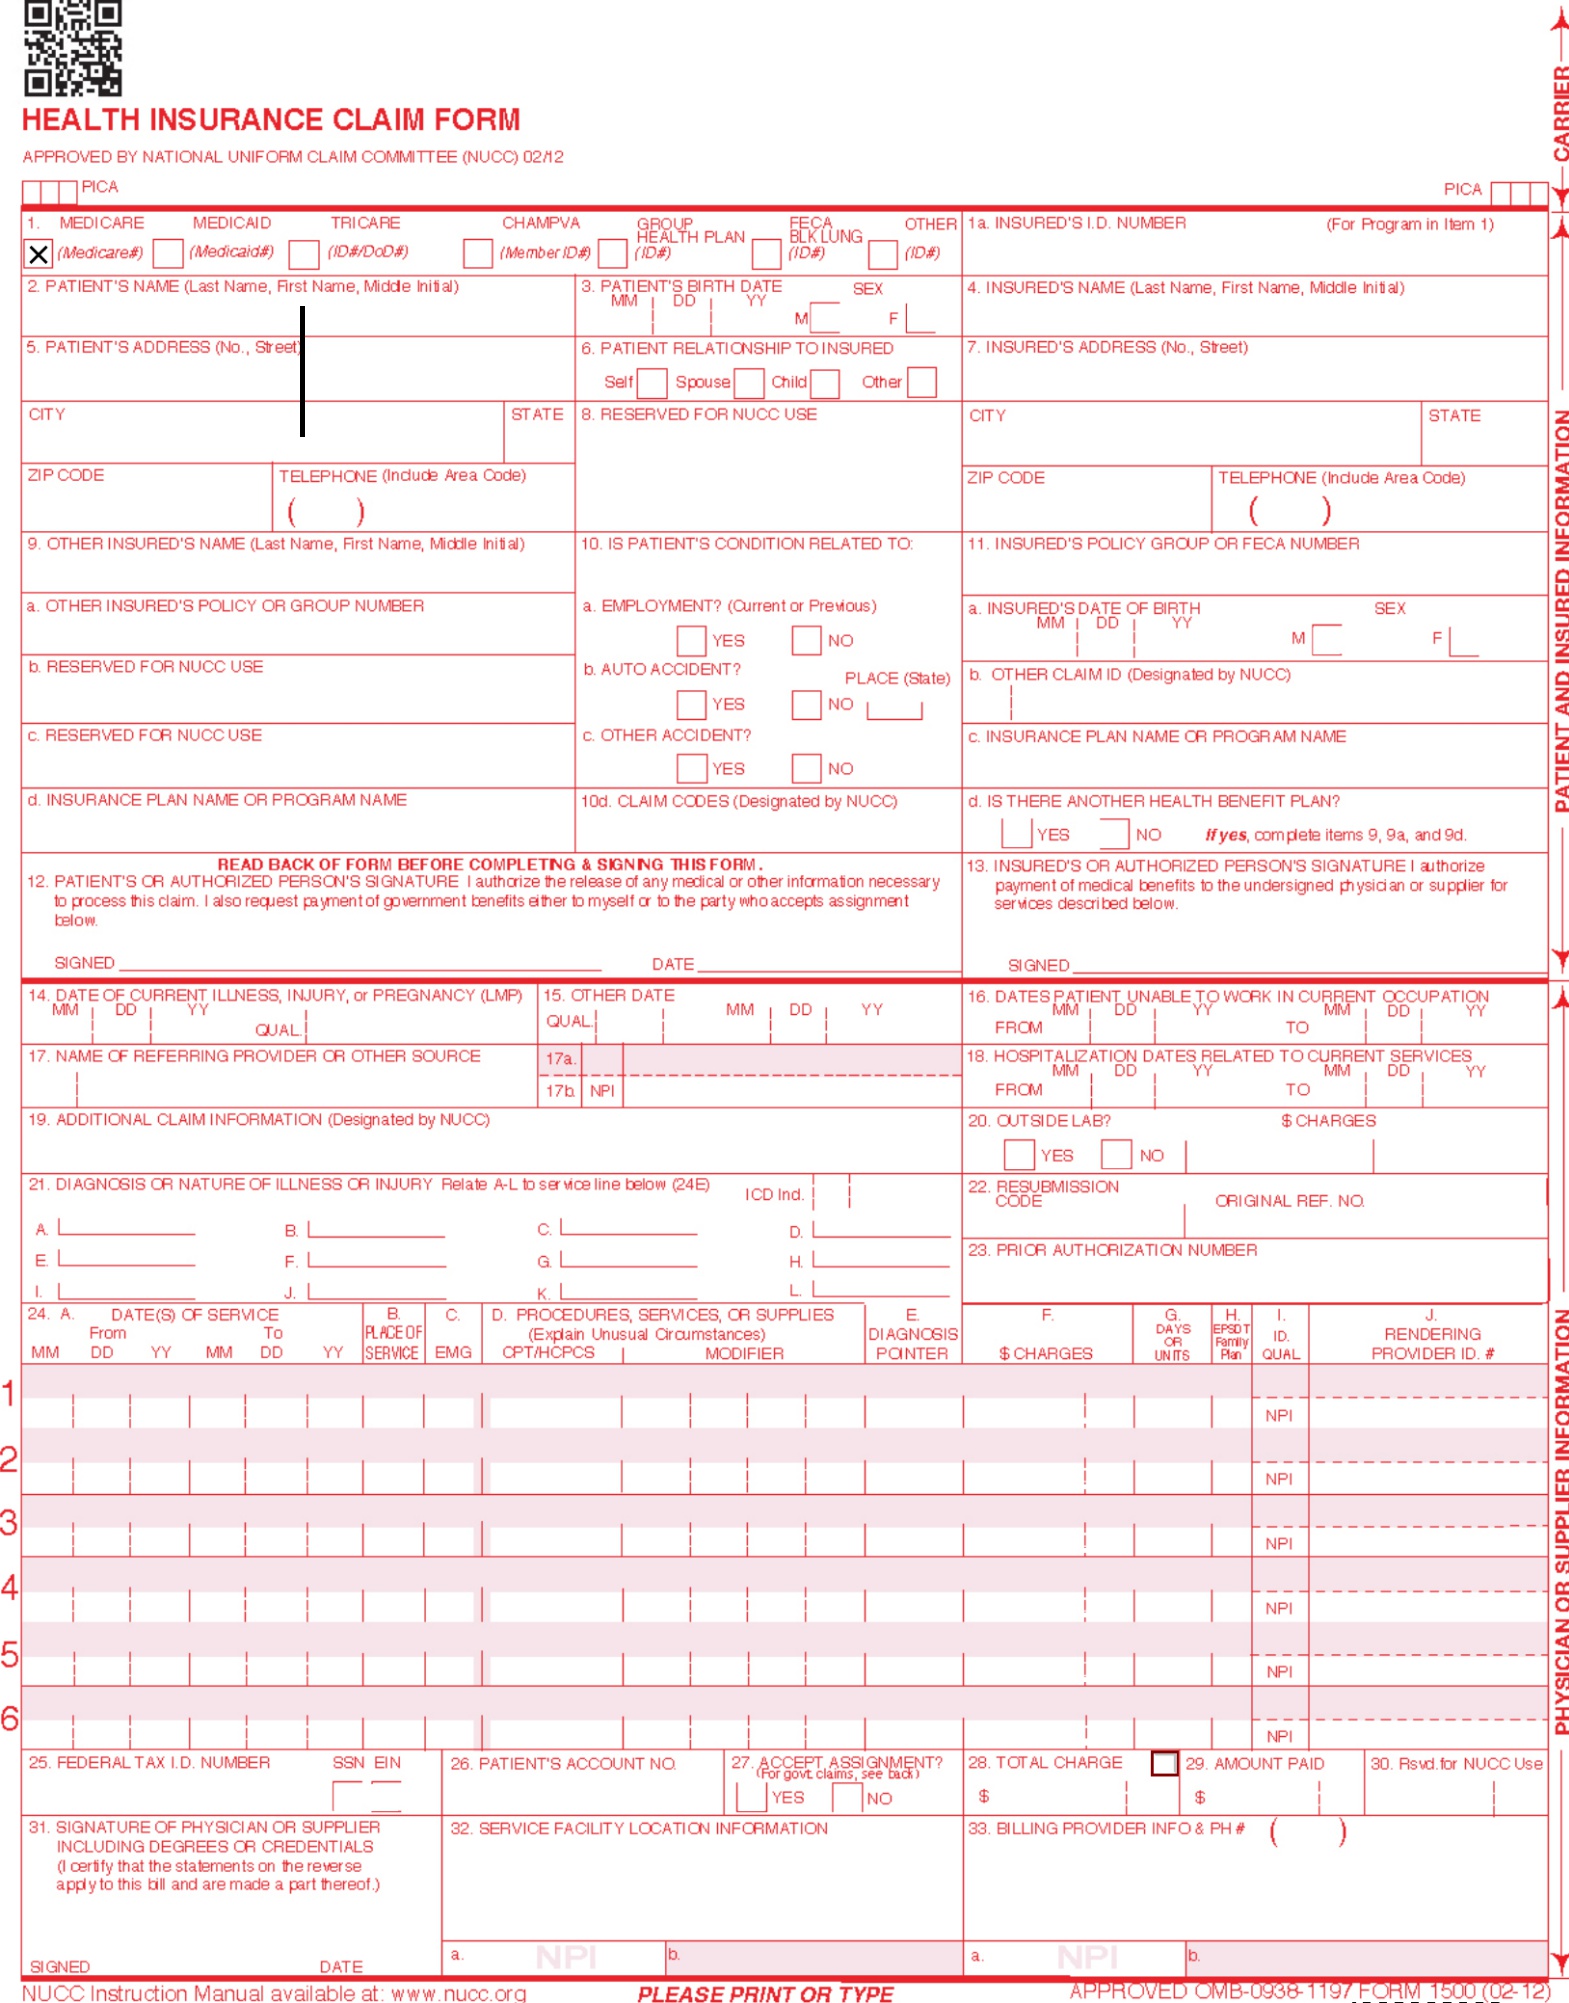 HEALTH INSURANCE CLAIM FORM
APPROVED BY NATIONAL UNIFORM CLAIM COMMITTEE (NUCC) 02/12
PICA
PICA
CARRIER
1. MEDICARE MEDICAID TRICARE CHAMPVA GROUP HEALTH PLAN FECA BLK LUNG OTHER
X (Medicare#) (Medicaid#) (ID#/DoD#) (Member ID#) (ID#) (ID#) (ID#)
1a. INSURED'S I.D. NUMBER (For Program in Item 1)
2. PATIENT'S NAME (Last Name, First Name, Middle Initial)
3. PATIENT'S BIRTH DATE SEX
MM DD YY M F
4. INSURED'S NAME (Last Name, First Name, Middle Initial)
5. PATIENT'S ADDRESS (No., Street)
6. PATIENT RELATIONSHIP TO INSURED
Self Spouse Child Other
7. INSURED'S ADDRESS (No., Street)
CITY STATE
8. RESERVED FOR NUCC USE
CITY STATE
ZIP CODE TELEPHONE (Include Area Code)
( )
ZIP CODE TELEPHONE (Include Area Code)
( )
9. OTHER INSURED'S NAME (Last Name, First Name, Middle Initial)
10. IS PATIENT'S CONDITION RELATED TO:
11. INSURED'S POLICY GROUP OR FECA NUMBER
a. OTHER INSURED'S POLICY OR GROUP NUMBER
a. EMPLOYMENT? (Current or Previous)
YES NO
a. INSURED'S DATE OF BIRTH SEX
MM DD YY M F
b. RESERVED FOR NUCC USE
b. AUTO ACCIDENT? PLACE (State)
YES NO
b. OTHER CLAIM ID (Designated by NUCC)
c. RESERVED FOR NUCC USE
c. OTHER ACCIDENT?
YES NO
c. INSURANCE PLAN NAME OR PROGRAM NAME
d. INSURANCE PLAN NAME OR PROGRAM NAME
10d. CLAIM CODES (Designated by NUCC)
d. IS THERE ANOTHER HEALTH BENEFIT PLAN?
YES NO If yes, complete items 9, 9a, and 9d.
PATIENT AND INSURED INFORMATION
READ BACK OF FORM BEFORE COMPLETING & SIGNING THIS FORM.
12. PATIENT'S OR AUTHORIZED PERSON'S SIGNATURE I authorize the release of any medical or other information necessary
to process this claim. I also request payment of government benefits either to myself or to the party who accepts assignment
below.
SIGNED DATE
13. INSURED'S OR AUTHORIZED PERSON'S SIGNATURE I authorize
payment of medical benefits to the undersigned physician or supplier for
services described below.
SIGNED
14. DATE OF CURRENT ILLNESS, INJURY, or PREGNANCY (LMP)
MM DD YY QUAL.
15. OTHER DATE
QUAL. MM DD YY
16. DATES PATIENT UNABLE TO WORK IN CURRENT OCCUPATION
MM DD YY MM DD YY
FROM TO
17. NAME OF REFERRING PROVIDER OR OTHER SOURCE
17a.
17b. NPI
18. HOSPITALIZATION DATES RELATED TO CURRENT SERVICES
MM DD YY MM DD YY
FROM TO
19. ADDITIONAL CLAIM INFORMATION (Designated by NUCC)
20. OUTSIDE LAB? $ CHARGES
YES NO
21. DIAGNOSIS OR NATURE OF ILLNESS OR INJURY Relate A-L to service line below (24E) ICD Ind.
A. B. C. D.
E. F. G. H.
I. J. K. L.
22. RESUBMISSION
CODE ORIGINAL REF. NO.
23. PRIOR AUTHORIZATION NUMBER
24. A. DATE(S) OF SERVICE
From To
MM DD YY MM DD YY
B.
PLACE OF
SERVICE
C.
EMG
D. PROCEDURES, SERVICES, OR SUPPLIES
(Explain Unusual Circumstances)
CPT/HCPCS MODIFIER
E.
DIAGNOSIS
POINTER
F.
$ CHARGES
G.
DAYS
OR
UNITS
H.
EPSDT
Family
Plan
I.
ID.
QUAL
J.
RENDERING
PROVIDER ID. #
1 NPI
2 NPI
3 NPI
4 NPI
5 NPI
6 NPI
PHYSICIAN OR SUPPLIER INFORMATION
25. FEDERAL TAX I.D. NUMBER SSN EIN
26. PATIENT'S ACCOUNT NO.
27. ACCEPT ASSIGNMENT?
(For govt. claims, see back)
YES NO
28. TOTAL CHARGE
$
29. AMOUNT PAID
$
30. Rsvd.for NUCC Use
31. SIGNATURE OF PHYSICIAN OR SUPPLIER
INCLUDING DEGREES OR CREDENTIALS
(I certify that the statements on the reverse
apply to this bill and are made a part thereof.)
SIGNED DATE
32. SERVICE FACILITY LOCATION INFORMATION
a. NPI b.
33. BILLING PROVIDER INFO & PH # ( )
a. NPI b.
NUCC Instruction Manual available at: www.nucc.org
PLEASE PRINT OR TYPE
APPROVED OMB-0938-1197 FORM 1500 (02-12)